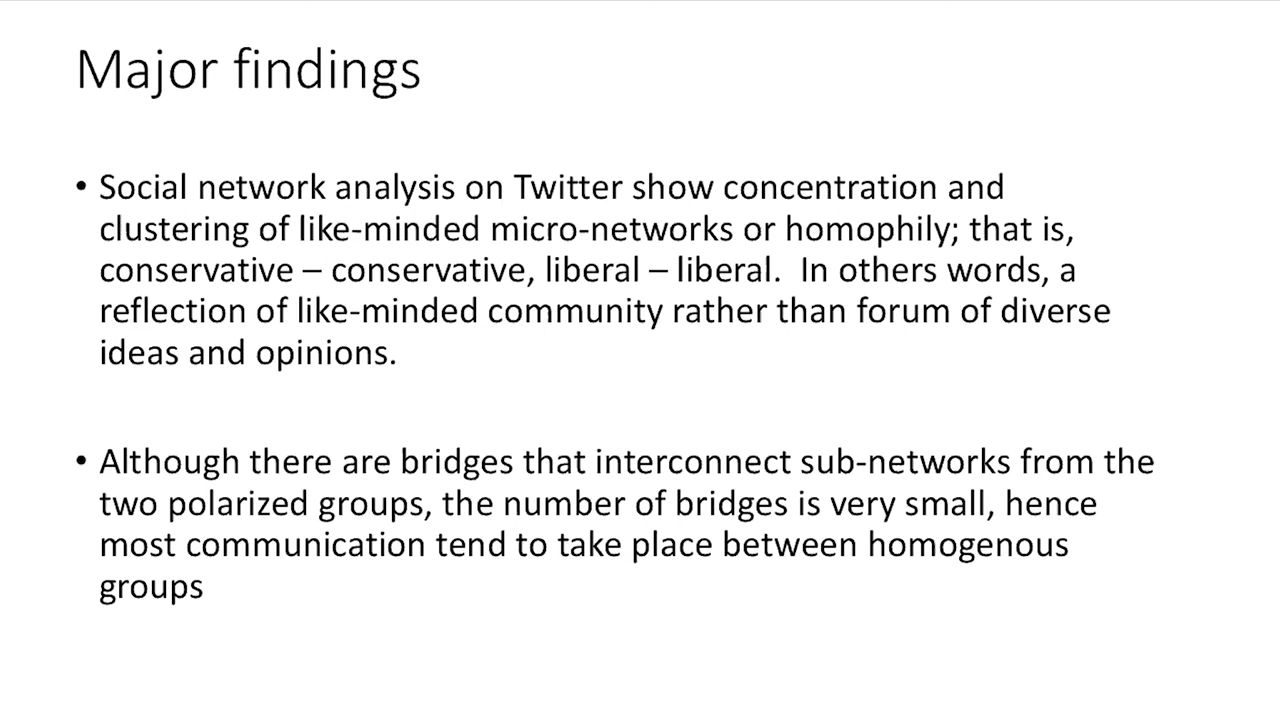 Major findings
• Social network analysis on Twitter show concentration and
clustering of like-minded micro-networks or homophily; that is,
conservative – conservative, liberal – liberal.  In others words, a
reflection of like-minded community rather than forum of diverse
ideas and opinions.
• Although there are bridges that interconnect sub-networks from the
two polarized groups, the number of bridges is very small, hence
most communication tend to take place between homogenous
groups